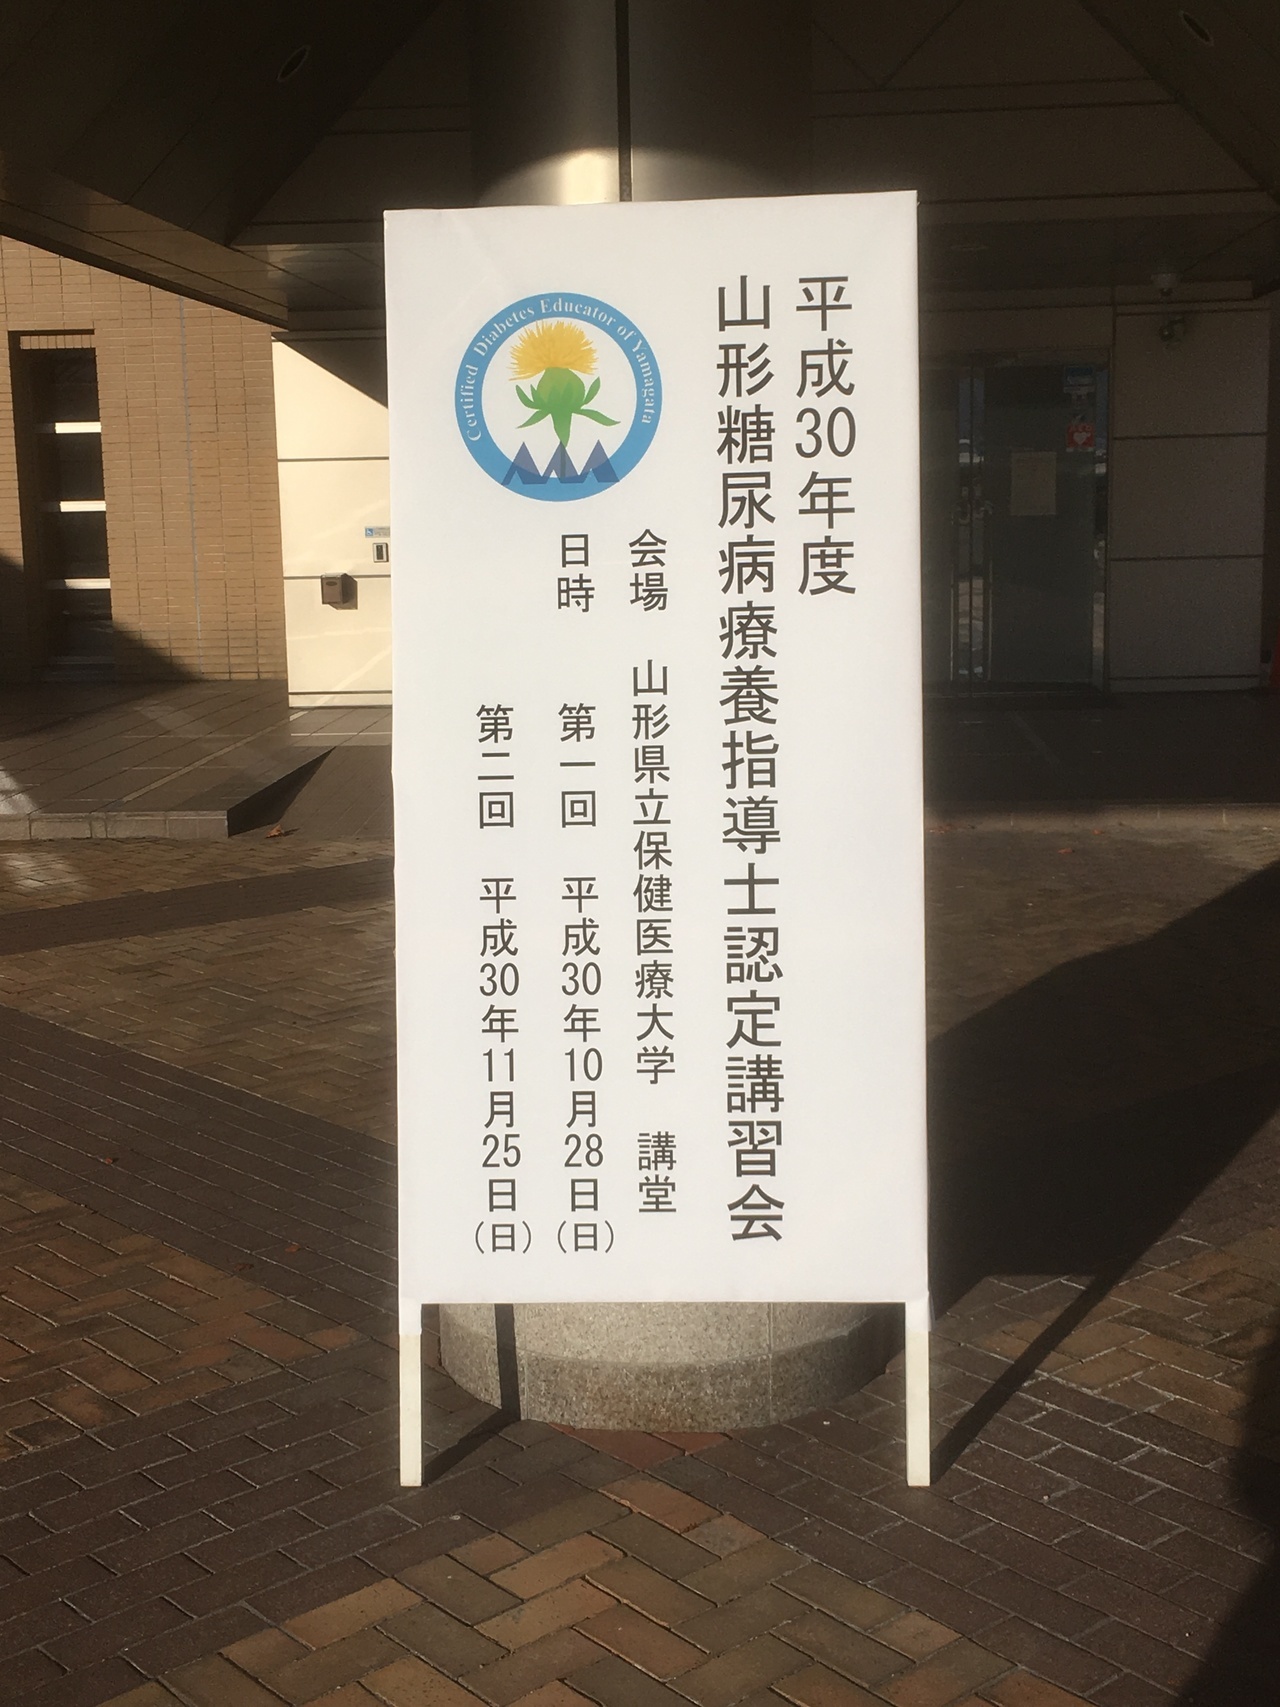 平成30年度
山形糖尿病療養指導士認定講習会
Certified Diabetes Educator of Yamagata
会場 山形県立保健医療大学 講堂
日時 第一回 平成30年10月28日(日)
第二回 平成30年11月25日(日)